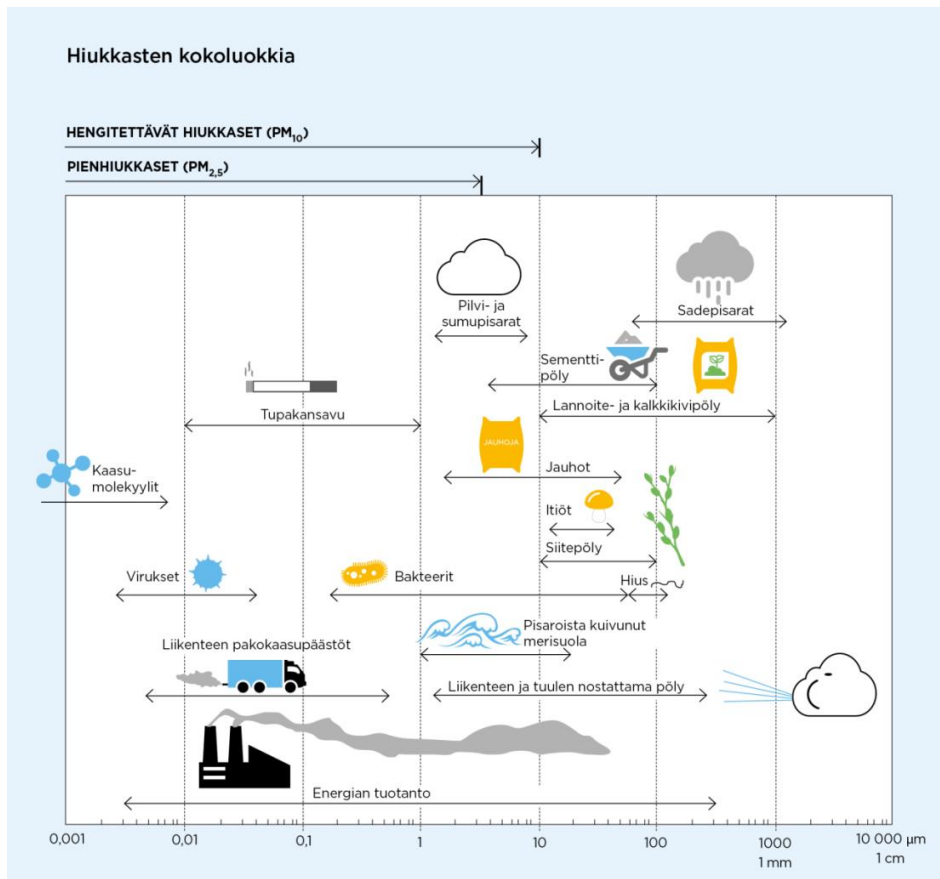 Hiukkasten kokoluokkia
HENGITETTÄVÄT HIUKKASET (PM10)
PIENHIUKKASET (PM2,5)
Pilvi- ja
sumupisarat
Sadepisarat
Sementti-
pöly
Lannoite- ja kalkkikivipöly
Tupakansavu
JAUHOJA
Jauhot
Kaasu-
molekyylit
Itiöt
Siitepöly
Virukset
Bakteerit
Hius
Pisaroista kuivunut
merisuola
Liikenteen pakokaasupäästöt
Liikenteen ja tuulen nostattama pöly
Energian tuotanto
0,001 0,01 0,1 1 10 100 1000 10 000 µm
1 mm 1 cm